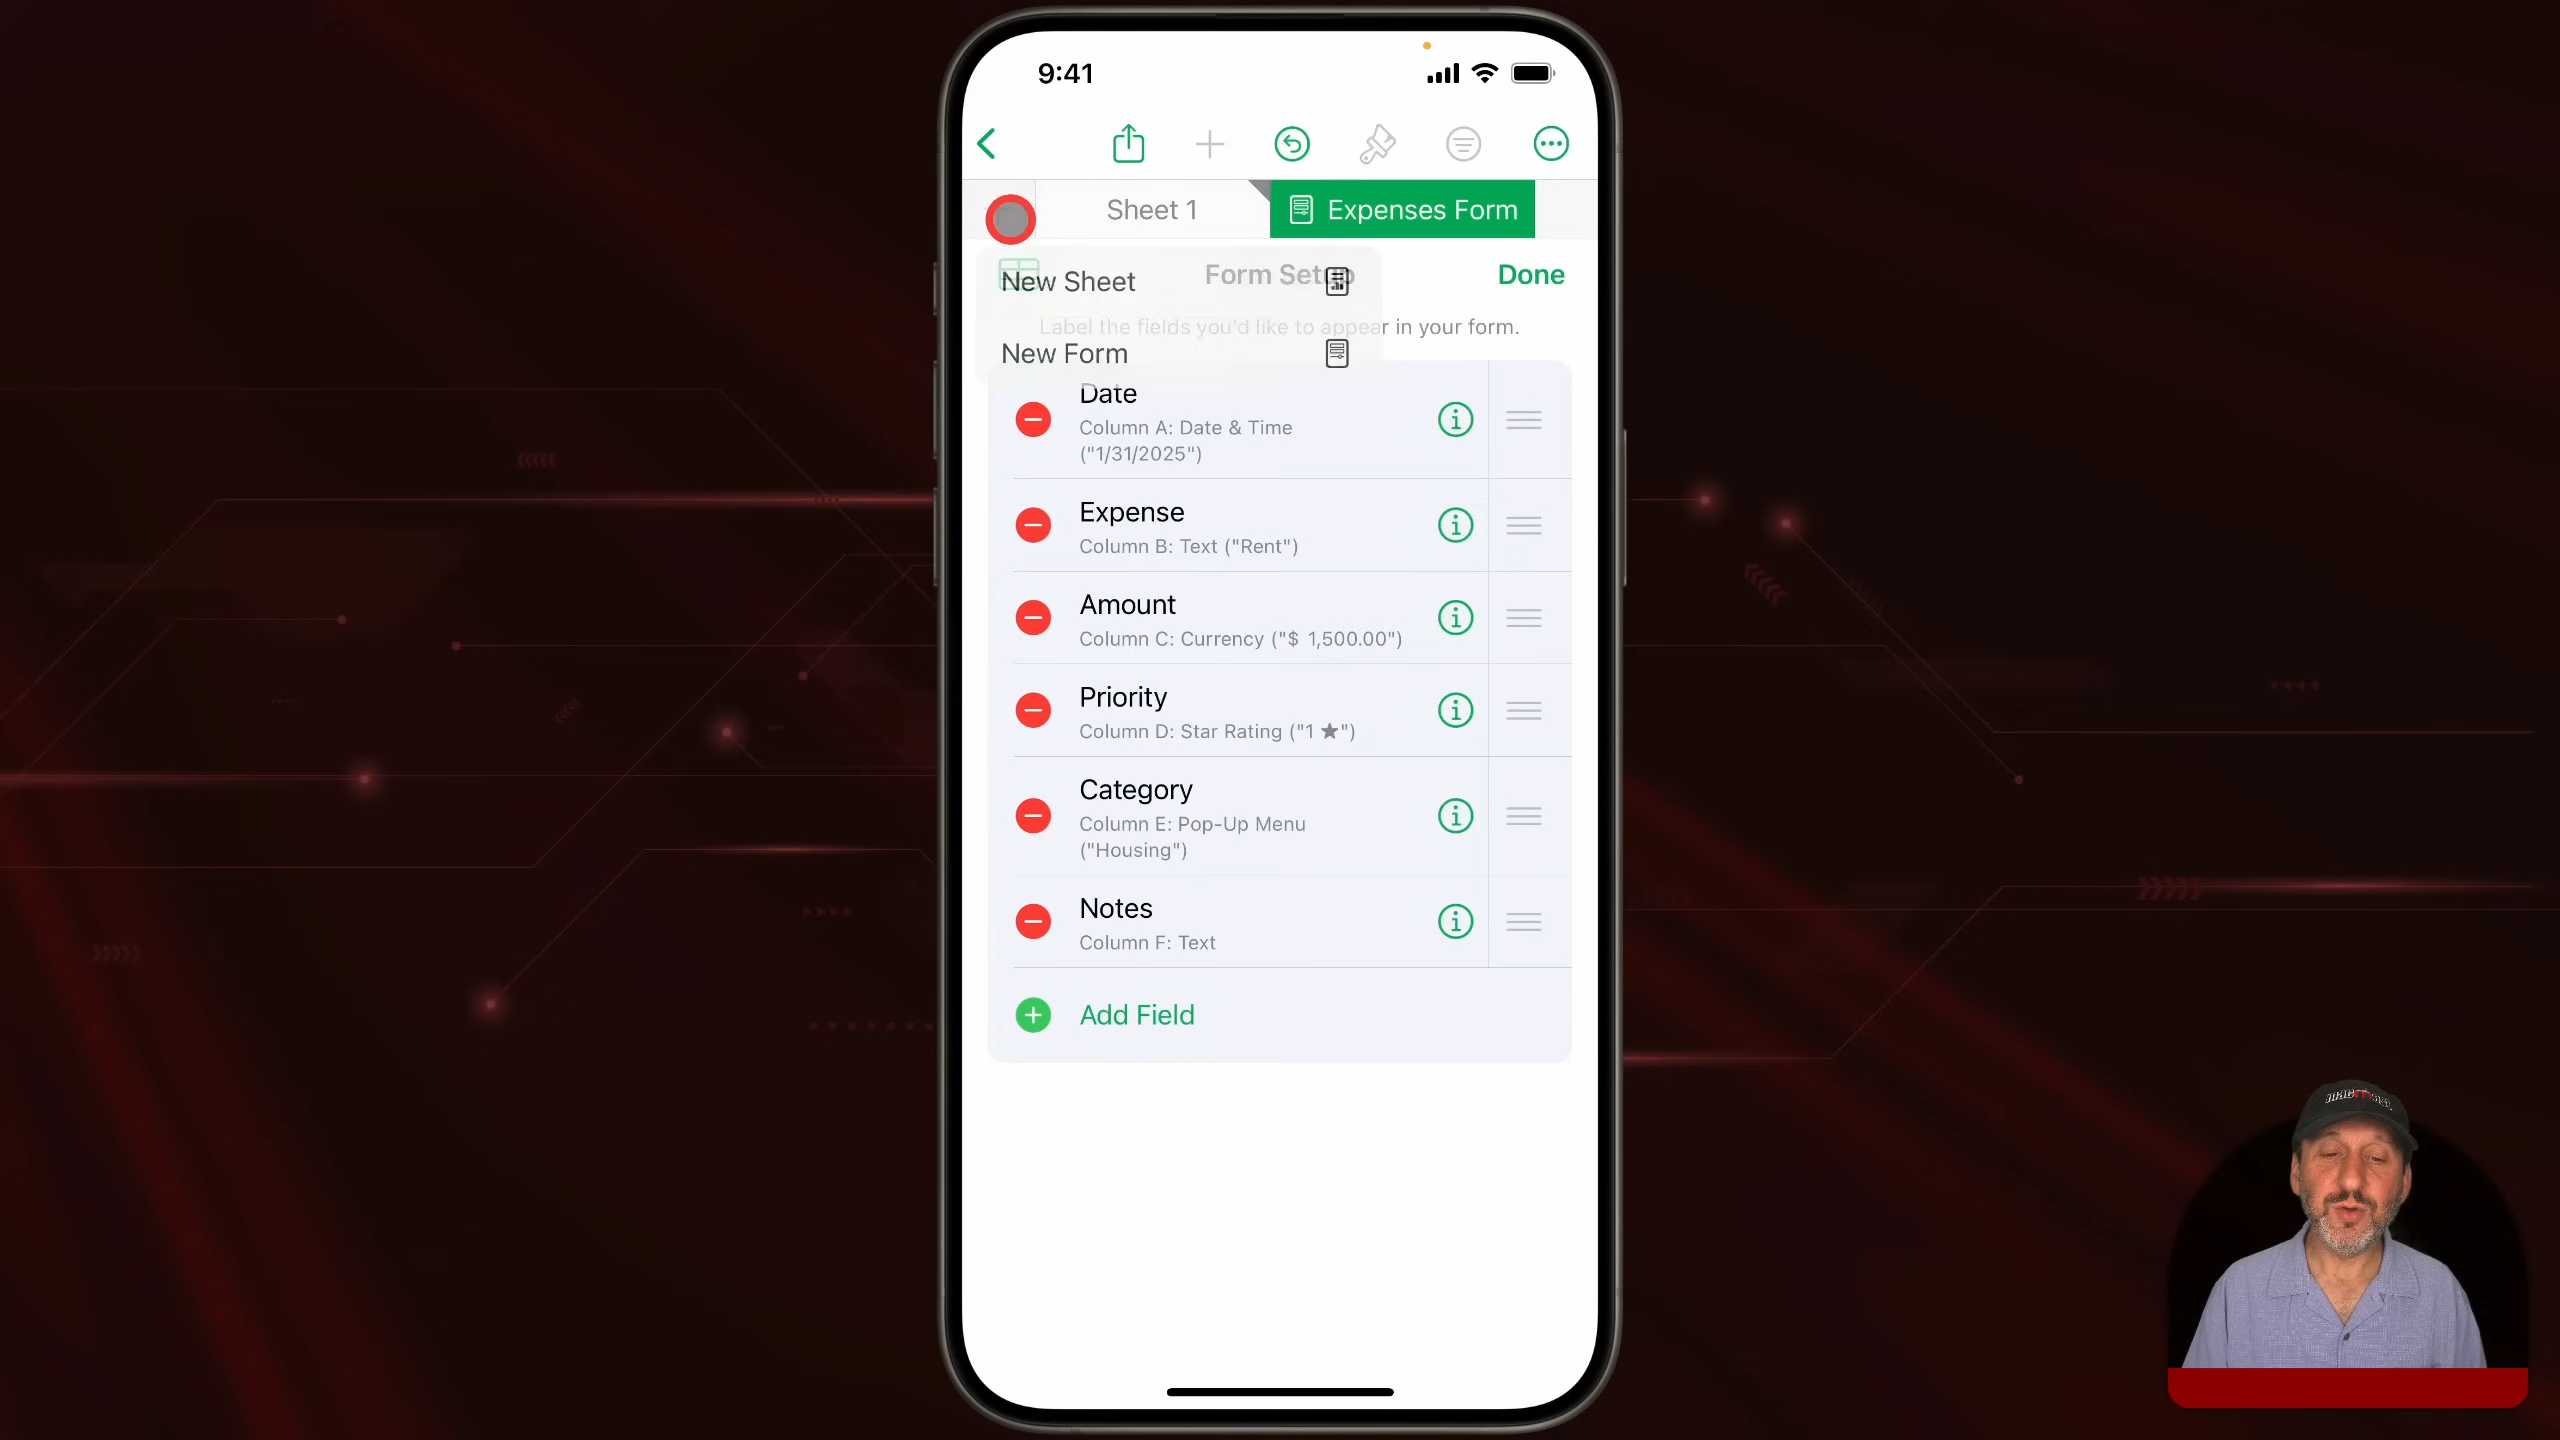 9:41
Sheet 1
Expenses Form
New Sheet
Form Setup
Done
Label the fields you'd like to appear in your form.
New Form
Date
Column A: Date & Time
("1/31/2025")
Expense
Column B: Text ("Rent")
Amount
Column C: Currency ("$ 1,500.00")
Priority
Column D: Star Rating ("1 ★")
Category
Column E: Pop-Up Menu
("Housing")
Notes
Column F: Text
Add Field